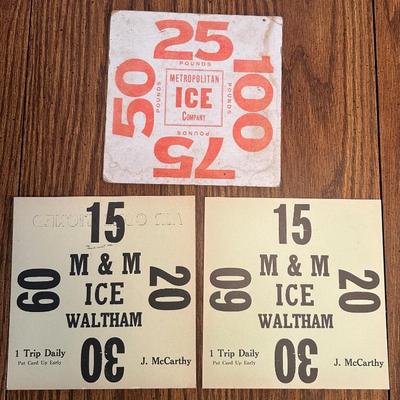 25
POUNDS
50
POUNDS
METROPOLITAN
ICE
COMPANY
100
POUNDS
75
POUNDS
15
M & M
ICE
WALTHAM
60
20
30
1 Trip Daily
Put Card Up Early
J. McCarthy
15
M & M
ICE
WALTHAM
60
20
30
1 Trip Daily
Put Card Up Early
J. McCarthy